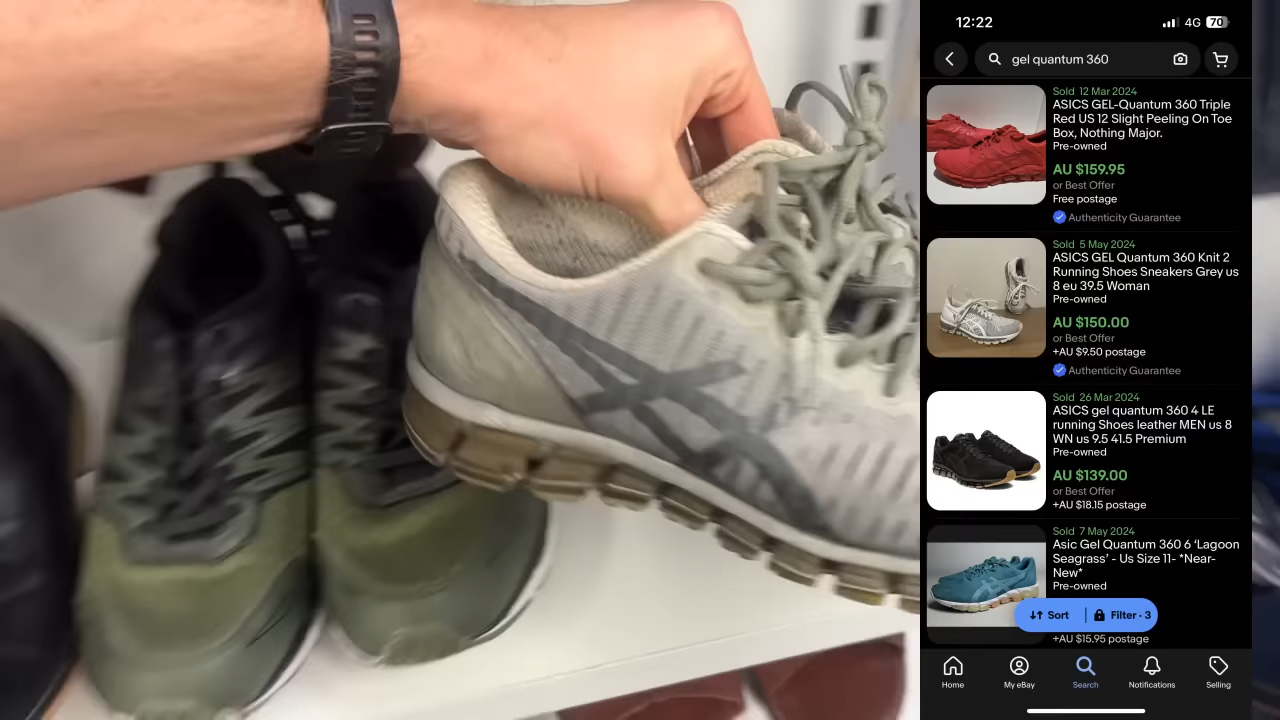 12:22
4G
70
gel quantum 360
Sold 12 Mar 2024
ASICS GEL-Quantum 360 Triple
Red US 12 Slight Peeling On Toe
Box, Nothing Major.
Pre-owned
AU $159.95
or Best Offer
Free postage
Authenticity Guarantee
Sold 5 May 2024
ASICS GEL Quantum 360 Knit 2
Running Shoes Sneakers Grey us
8 eu 39.5 Woman
Pre-owned
AU $150.00
or Best Offer
+AU $9.50 postage
Authenticity Guarantee
Sold 26 Mar 2024
ASICS gel quantum 360 4 LE
running Shoes leather MEN us 8
WN us 9.5 41.5 Premium
Pre-owned
AU $139.00
or Best Offer
+AU $18.15 postage
Sold 7 May 2024
Asic Gel Quantum 360 6 ‘Lagoon
Seagrass’ - Us Size 11- *Near-
New*
Pre-owned
Sort
Filter · 3
+AU $15.95 postage
Home
My eBay
Search
Notifications
Selling